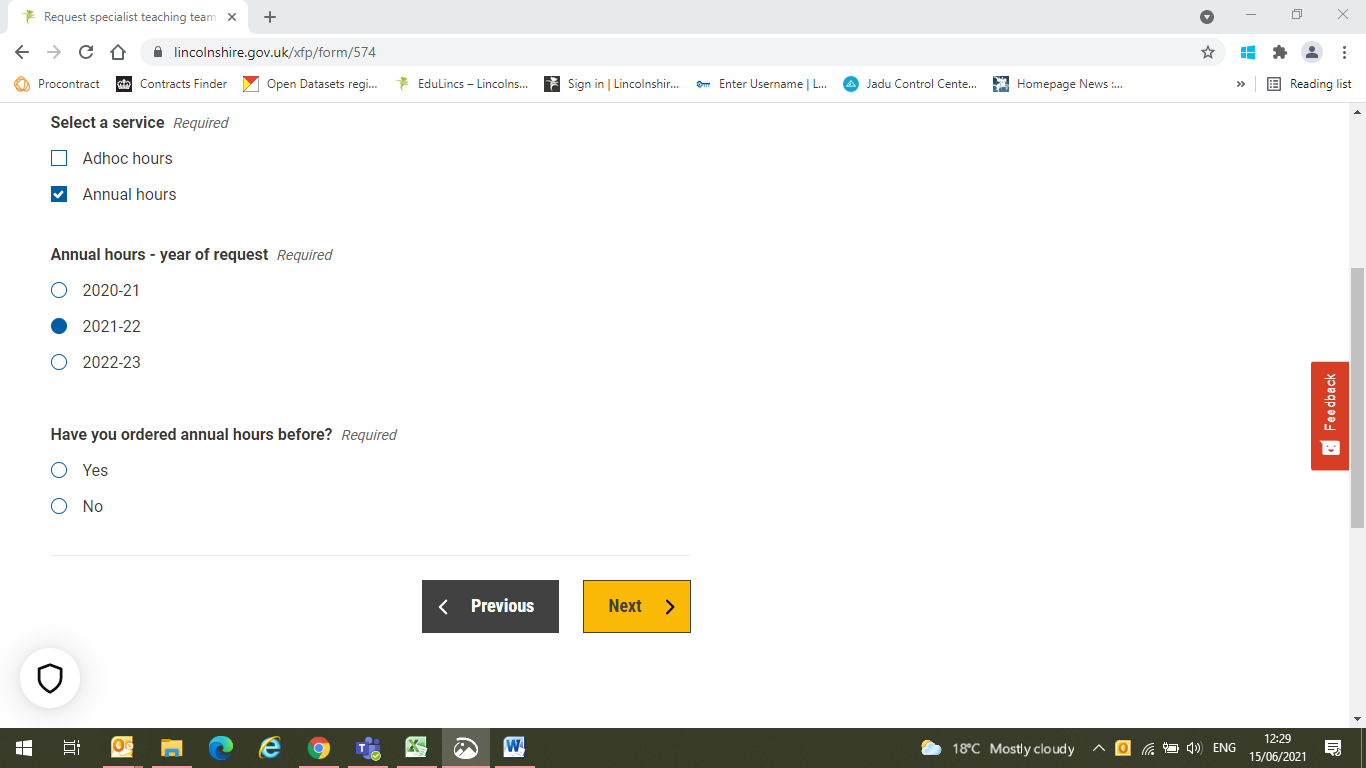 Request specialist teaching team
lincolnshire.gov.uk/xfp/form/574
Procontract Contracts Finder Open Datasets regi... EduLincs – Lincolns... Sign in | Lincolnshir... Enter Username | L... Jadu Control Cente... Homepage News :... » Reading list
Select a service Required
Adhoc hours
Annual hours
Annual hours - year of request Required
2020-21
2021-22
2022-23
Feedback
Have you ordered annual hours before? Required
Yes
No
Previous Next
18°C Mostly cloudy ENG 12:29
15/06/2021